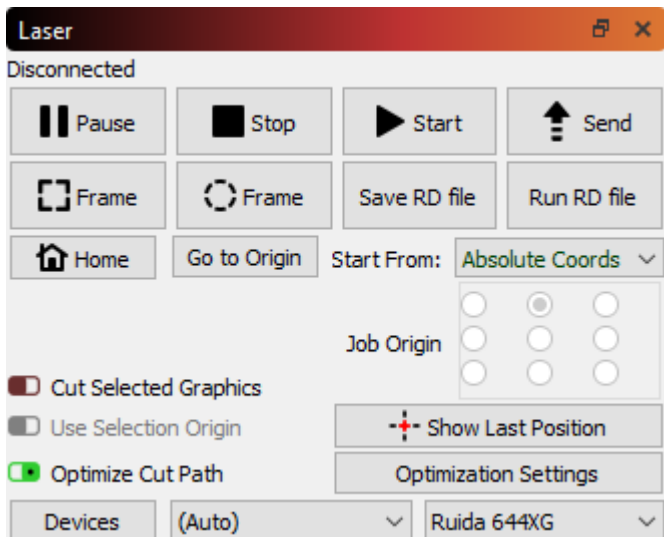 Laser
Disconnected
Pause Stop Start Send
Frame Frame Save RD file Run RD file
Home Go to Origin Start From: Absolute Coords
Job Origin
Cut Selected Graphics
Use Selection Origin Show Last Position
Optimize Cut Path Optimization Settings
Devices (Auto) Ruida 644XG